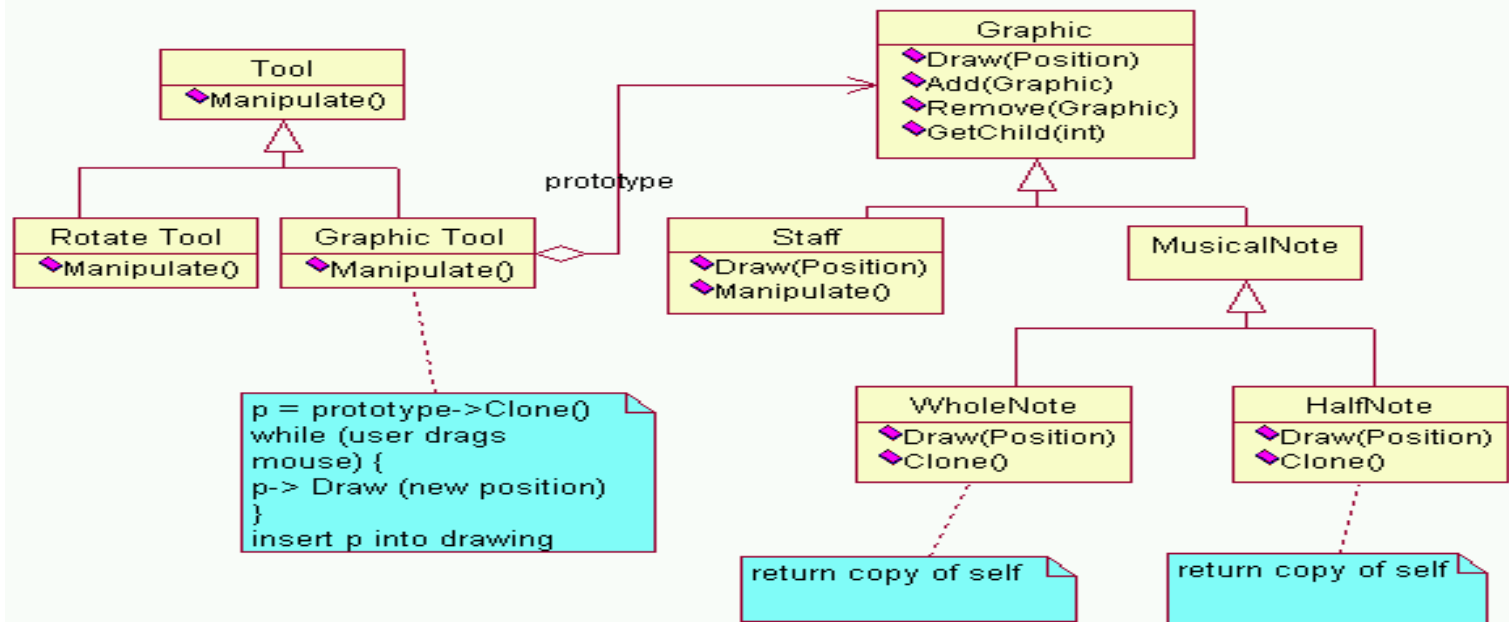 Tool
Manipulate()
Rotate Tool
Manipulate()
Graphic Tool
Manipulate()
prototype
Graphic
Draw(Position)
Add(Graphic)
Remove(Graphic)
GetChild(int)
Staff
Draw(Position)
Manipulate()
MusicalNote
WholeNote
Draw(Position)
Clone()
HalfNote
Draw(Position)
Clone()
p = prototype->Clone()
while (user drags
mouse) {
p-> Draw (new position)
}
insert p into drawing
return copy of self
return copy of self